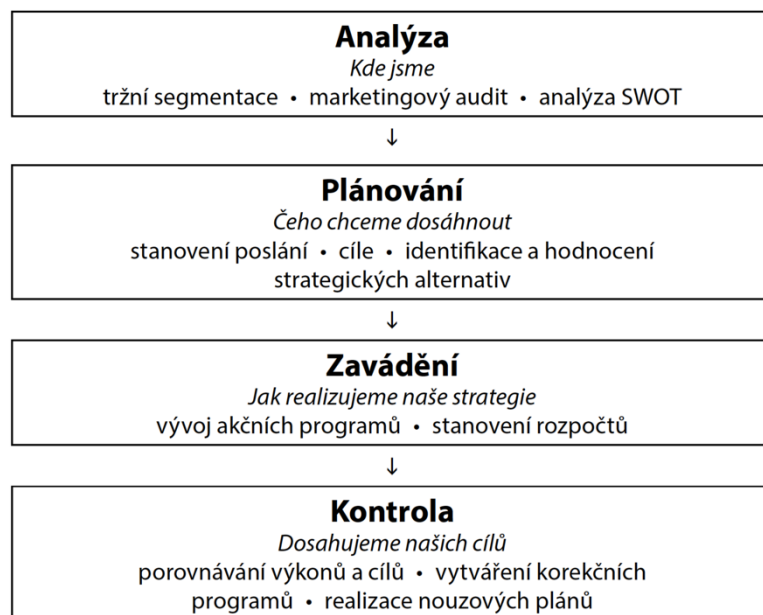 Analýza
Kde jsme
tržní segmentace • marketingový audit • analýza SWOT
↓
Plánování
Čeho chceme dosáhnout
stanovení poslání • cíle • identifikace a hodnocení
strategických alternativ
↓
Zavádění
Jak realizujeme naše strategie
vývoj akčních programů • stanovení rozpočtů
↓
Kontrola
Dosahujeme našich cílů
porovnávání výkonů a cílů • vytváření korekčních
programů • realizace nouzových plánů